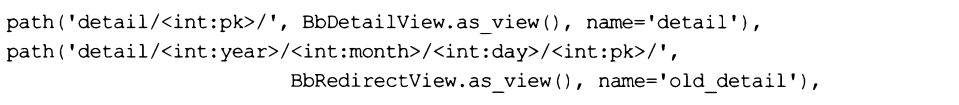 path('detail/<int:pk>/', BbDetailView.as_view(), name='detail'),
path('detail/<int:year>/<int:month>/<int:day>/<int:pk>/',
BbRedirectView.as_view(), name='old_detail'),